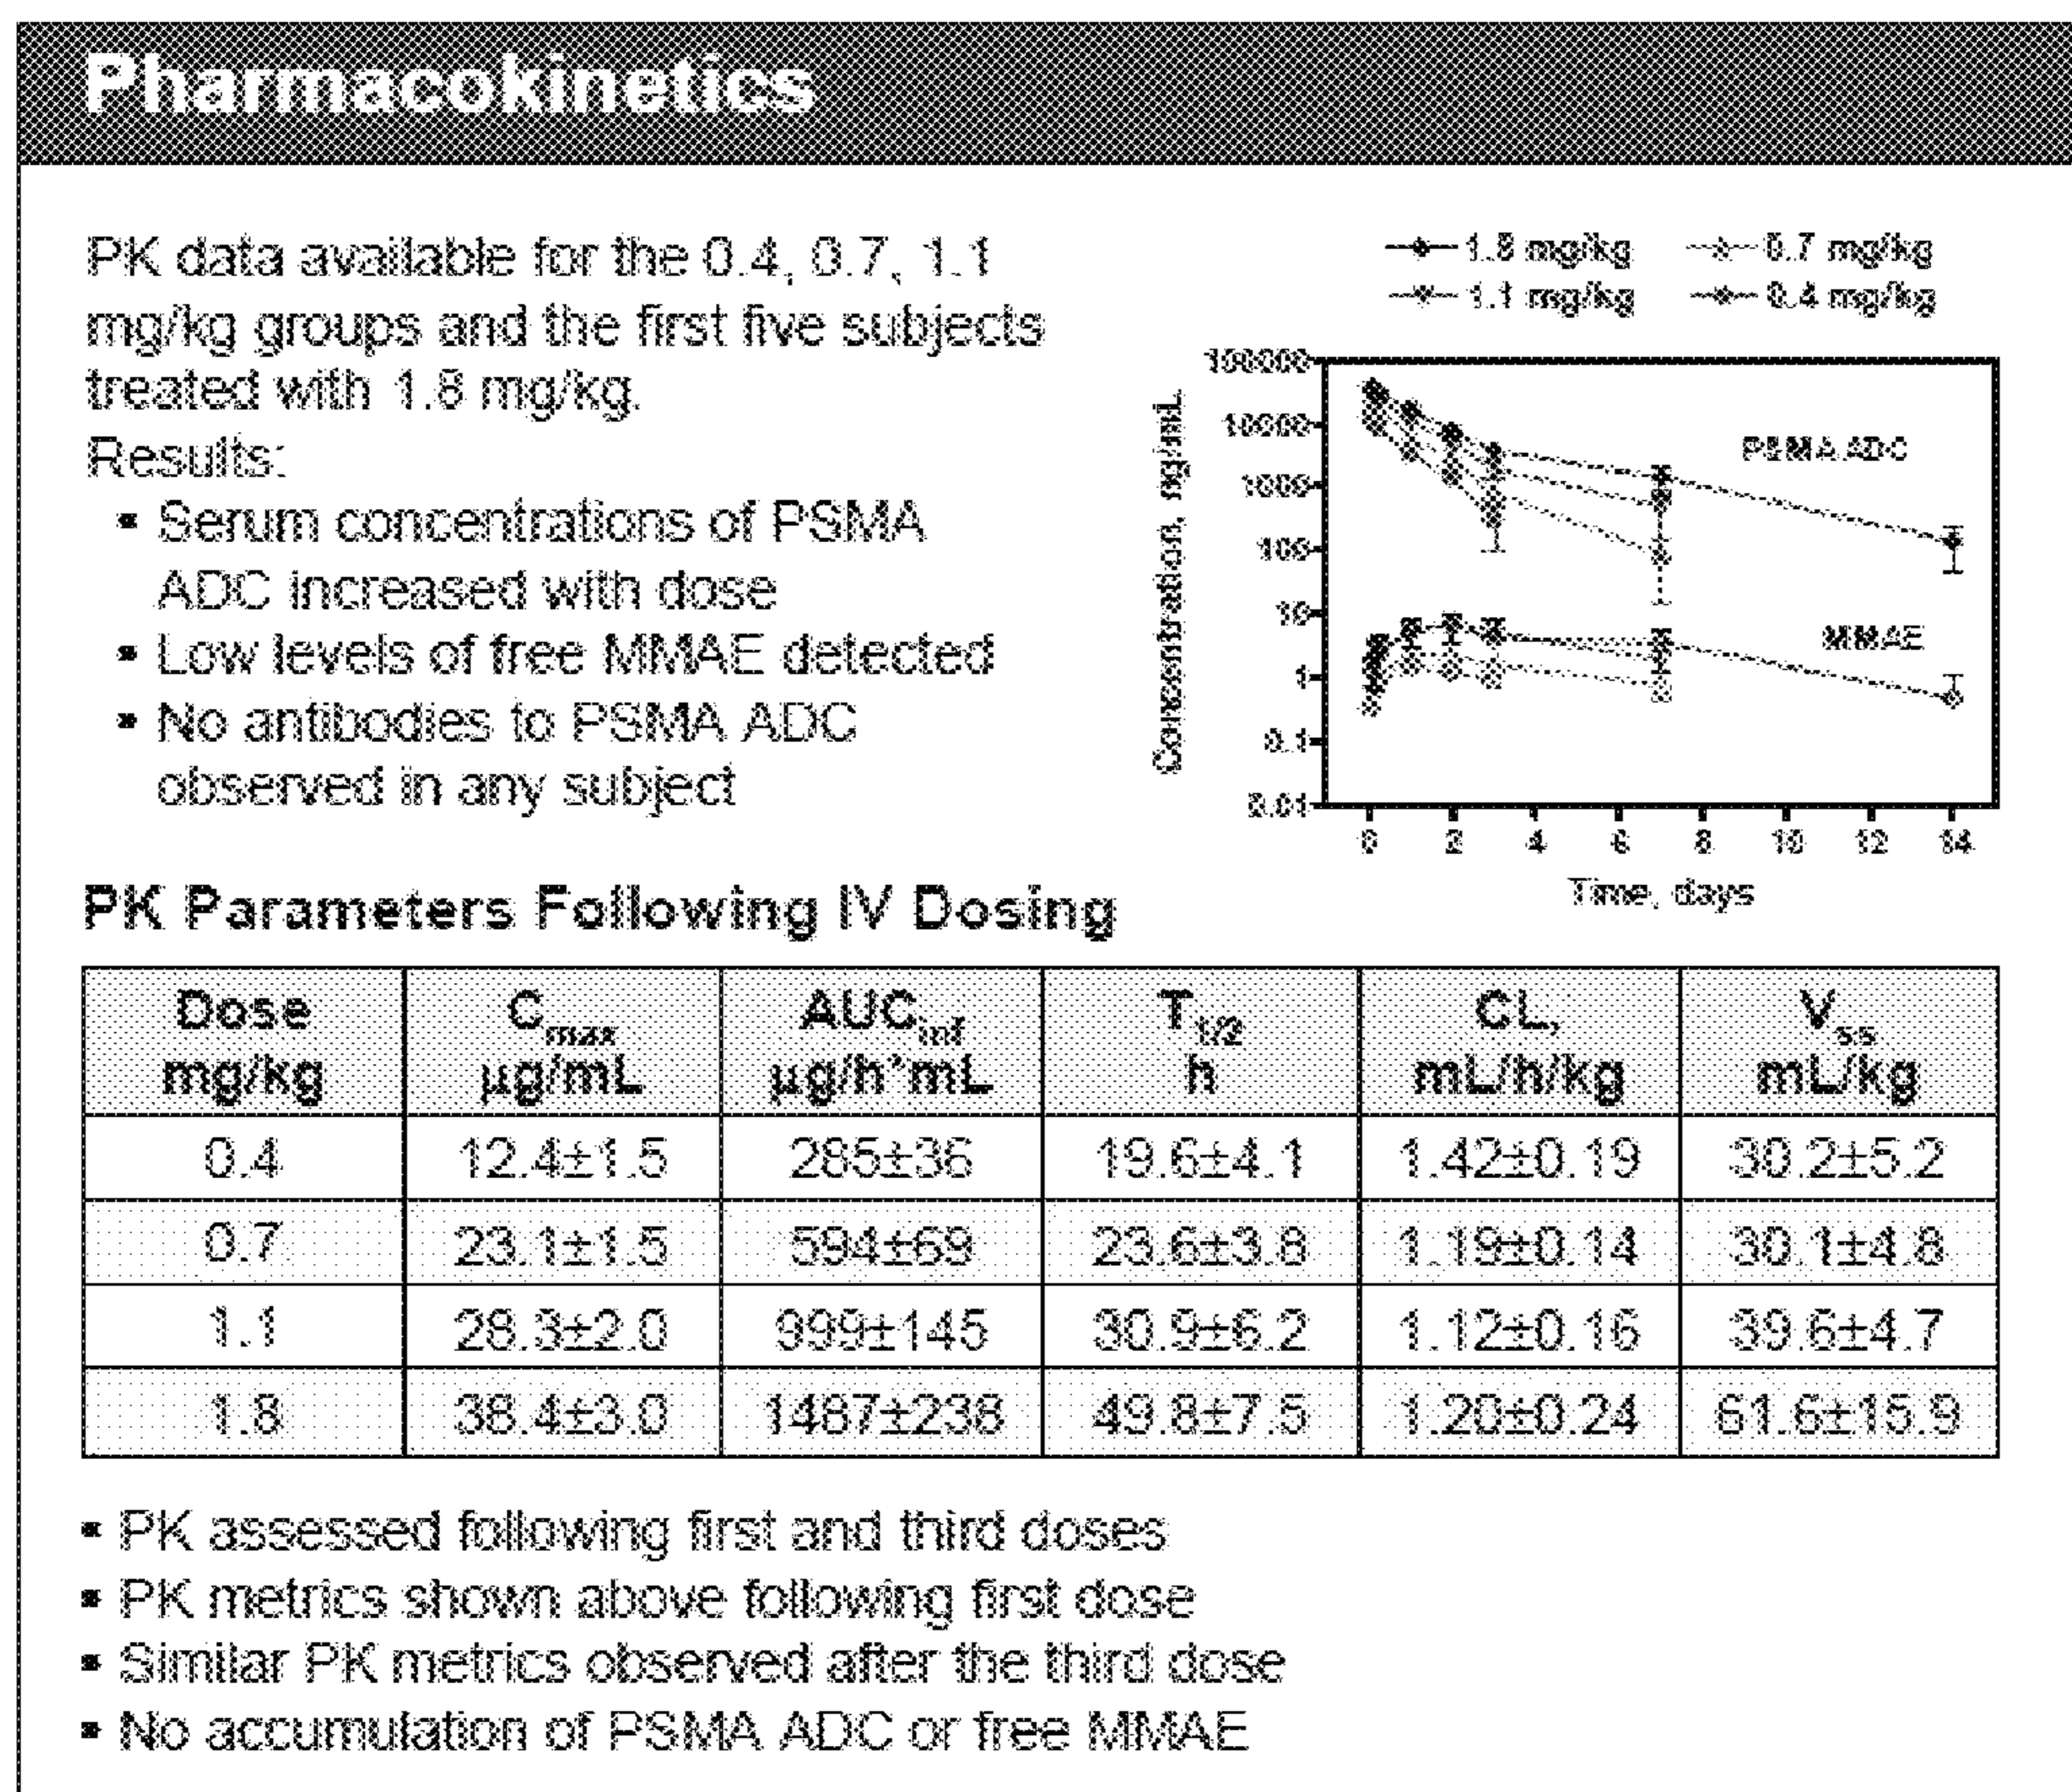 Pharmacokinetics
PK data available for the 0.4, 0.7, 1.1
mg/kg groups and the first five subjects
treated with 1.8 mg/kg.
Results:
▪ Serum concentrations of PSMA
ADC increased with dose
▪ Low levels of free MMAE detected
▪ No antibodies to PSMA ADC
observed in any subject
1.8 mg/kg 0.7 mg/kg
1.1 mg/kg 0.4 mg/kg
Concentration, ng/mL
100000
10000
1000
100
10
1
0.1
0.01
PSMA ADC
MMAE
0 2 4 6 8 10 12 14
Time, days
PK Parameters Following IV Dosing
Dose mg/kg | Cmax µg/mL | AUCinf µg/h*mL | T1/2 h | CL, mL/h/kg | Vss mL/kg
0.4 | 12.4±1.5 | 285±36 | 19.6±4.1 | 1.42±0.19 | 30.2±5.2
0.7 | 23.1±1.5 | 594±69 | 23.6±3.8 | 1.19±0.14 | 30.1±4.8
1.1 | 28.3±2.0 | 999±145 | 30.9±6.2 | 1.12±0.16 | 39.6±4.7
1.8 | 38.4±3.0 | 1487±238 | 49.8±7.5 | 1.20±0.24 | 61.6±15.9
▪ PK assessed following first and third doses
▪ PK metrics shown above following first dose
▪ Similar PK metrics observed after the third dose
▪ No accumulation of PSMA ADC or free MMAE